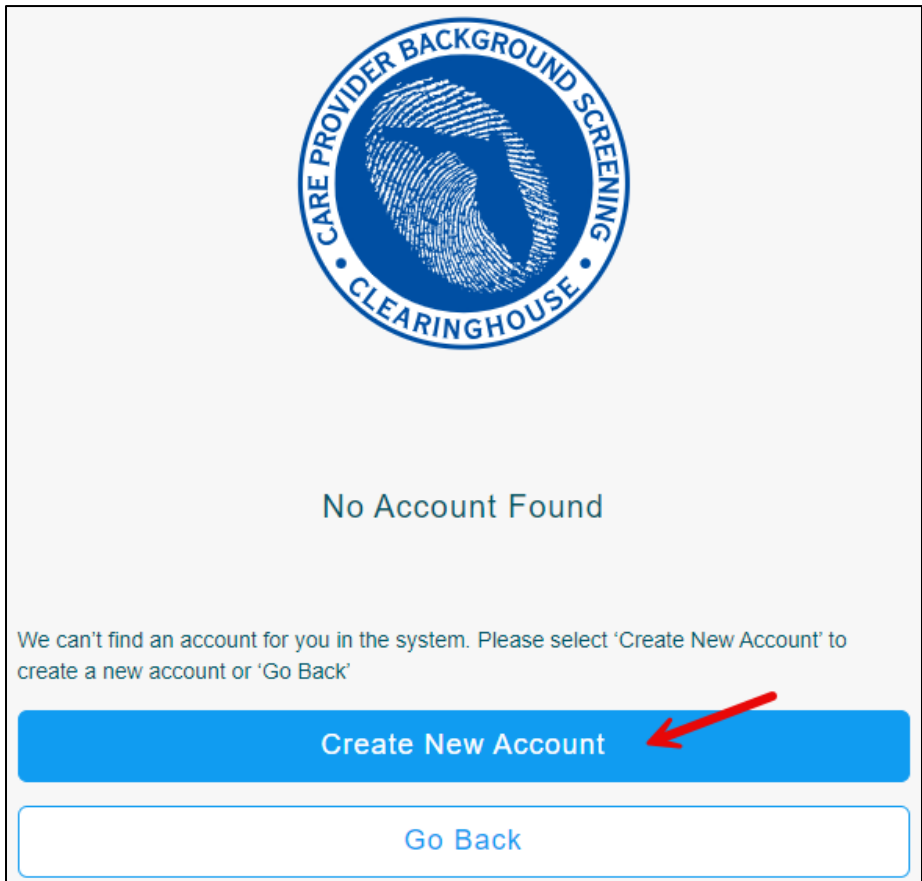 CARE PROVIDER BACKGROUND SCREENING
• CLEARINGHOUSE •
No Account Found
We can’t find an account for you in the system. Please select ‘Create New Account’ to
create a new account or ‘Go Back’
Create New Account
Go Back